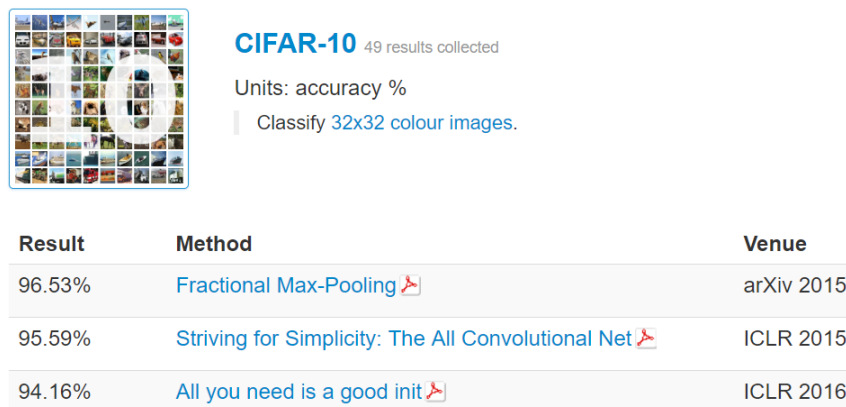 10
CIFAR-10 49 results collected
Units: accuracy %
Classify 32x32 colour images.
Result Method Venue
96.53% Fractional Max-Pooling arXiv 2015
95.59% Striving for Simplicity: The All Convolutional Net ICLR 2015
94.16% All you need is a good init ICLR 2016